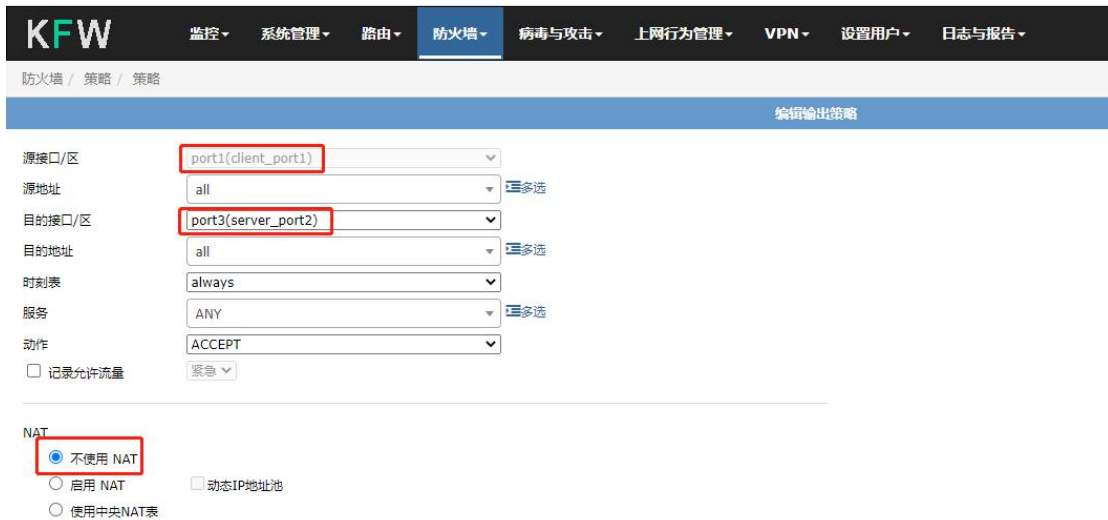 KFW 监控 系统管理 路由 防火墙 病毒与攻击 上网行为管理 VPN 设置用户 日志与报告
防火墙 / 策略 / 策略
编辑输出策略
源接口/区 port1(client_port1)
源地址 all 多选
目的接口/区 port3(server_port2)
目的地址 all 多选
时刻表 always
服务 ANY 多选
动作 ACCEPT
记录允许流量 紧急
NAT
不使用 NAT
启用 NAT 动态IP地址池
使用中央NAT表